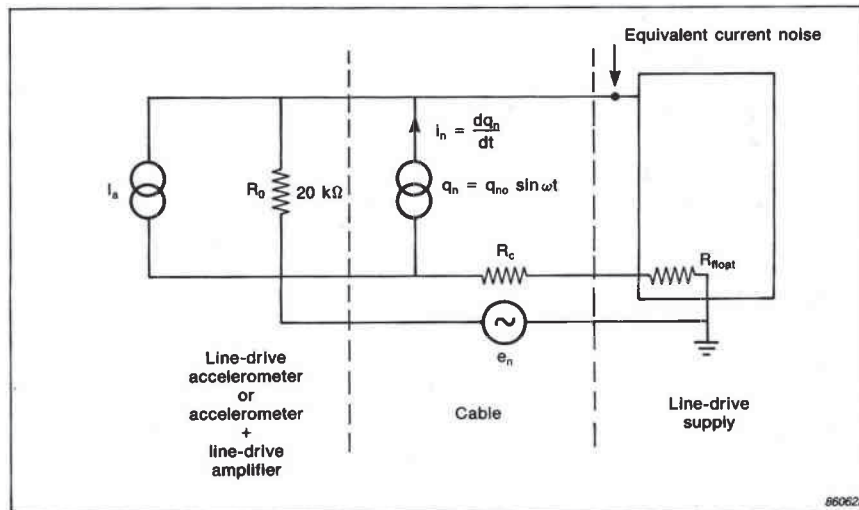 Equivalent current noise
i_n = dq_n/dt
I_a
R_0
20 kΩ
q_n = q_no sin ωt
R_c
R_float
e_n
Line-drive
accelerometer
or
accelerometer
+
line-drive
amplifier
Cable
Line-drive
supply